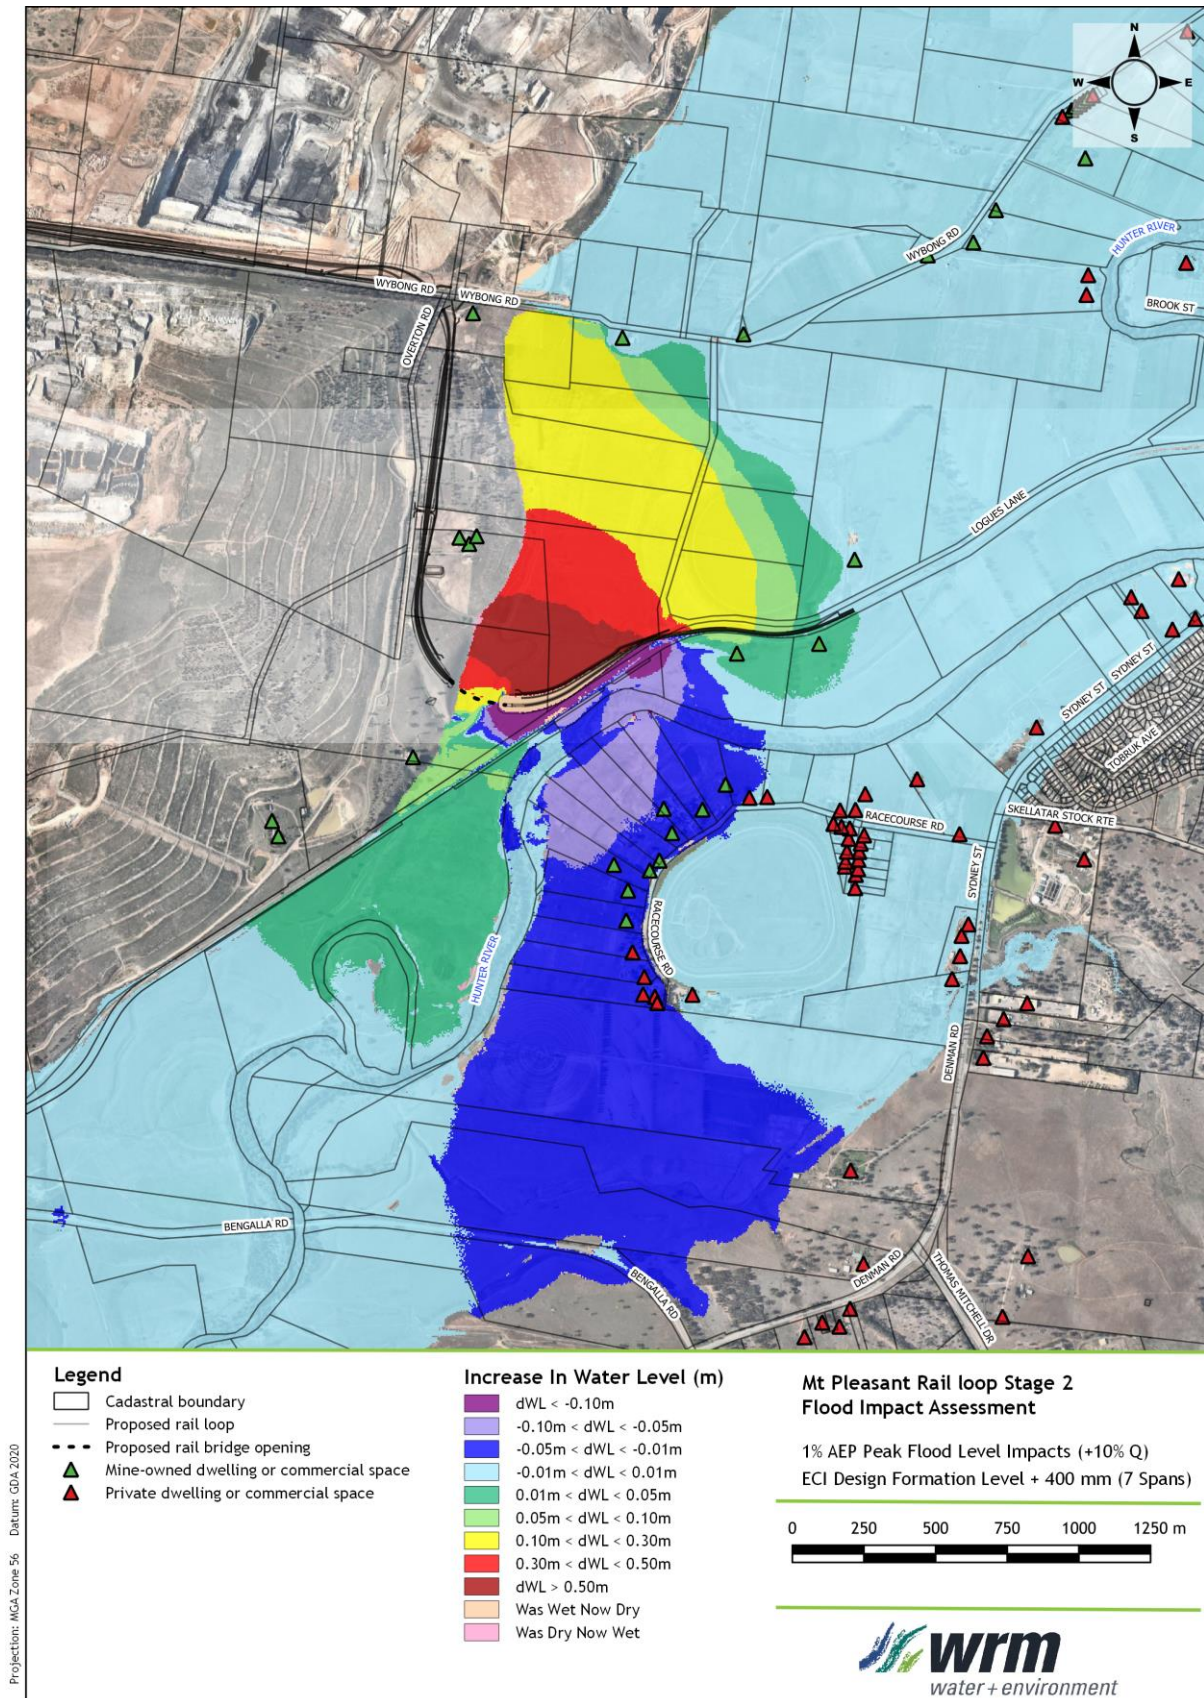 N
W
E
S
HUNTER RIVER
WYBONG RD
BROOK ST
WYBONG RD
WYBONG RD
OVERTON RD
LOGUES LANE
SYDNEY ST
SYDNEY ST
TOBRUK AVE
SKELLATAR STOCK RTE
RACECOURSE RD
SYDNEY ST
RACECOURSE RD
HUNTER RIVER
DENMAN RD
BENGALLA RD
BENGALLA RD
DENMAN RD
THOMAS MITCHELL DR
Legend
Cadastral boundary
Proposed rail loop
Proposed rail bridge opening
Mine-owned dwelling or commercial space
Private dwelling or commercial space
Increase In Water Level (m)
dWL < -0.10m
-0.10m < dWL < -0.05m
-0.05m < dWL < -0.01m
-0.01m < dWL < 0.01m
0.01m < dWL < 0.05m
0.05m < dWL < 0.10m
0.10m < dWL < 0.30m
0.30m < dWL < 0.50m
dWL > 0.50m
Was Wet Now Dry
Was Dry Now Wet
Mt Pleasant Rail loop Stage 2
Flood Impact Assessment
1% AEP Peak Flood Level Impacts (+10% Q)
ECI Design Formation Level + 400 mm (7 Spans)
0 250 500 750 1000 1250 m
wrm
water + environment
Projection: MGA Zone 56 Datum: GDA 2020